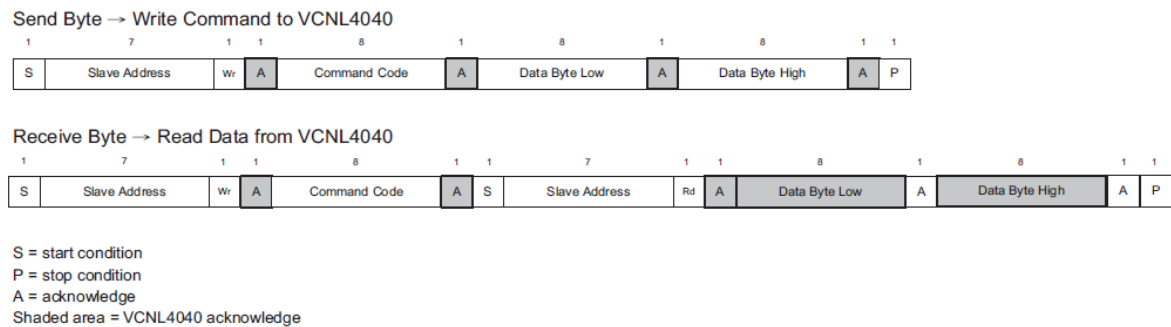 Send Byte → Write Command to VCNL4040
1 7 1 1 8 1 8 1 8 1 1
S Slave Address Wr A Command Code A Data Byte Low A Data Byte High A P
Receive Byte → Read Data from VCNL4040
1 7 1 1 8 1 1 7 1 1 8 1 8 1 1
S Slave Address Wr A Command Code A S Slave Address Rd A Data Byte Low A Data Byte High A P
S = start condition
P = stop condition
A = acknowledge
Shaded area = VCNL4040 acknowledge